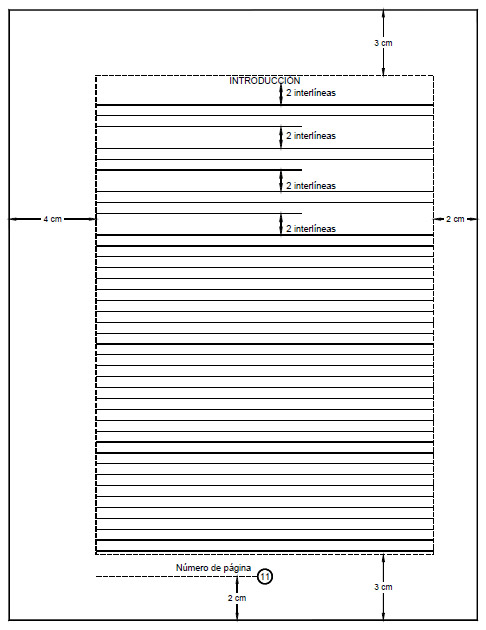 3 cm
INTRODUCCIÓN
2 interlíneas
2 interlíneas
2 interlíneas
4 cm
2 cm
2 interlíneas
Número de página
11
3 cm
2 cm